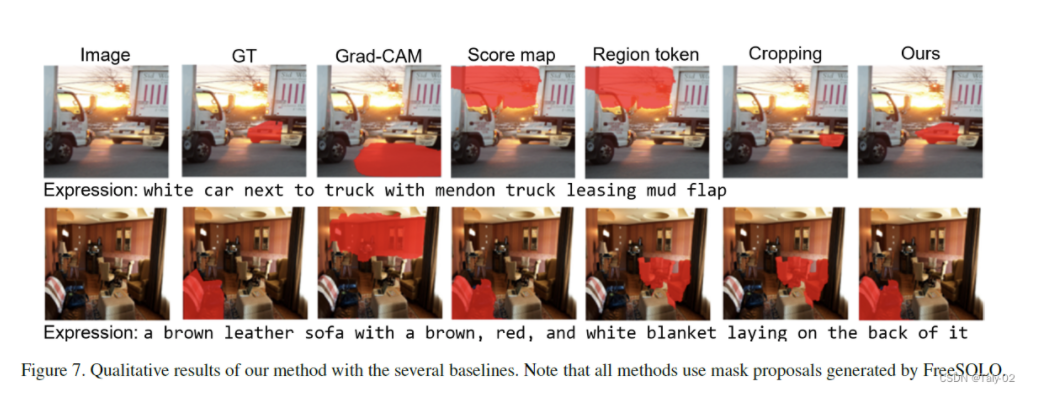 Image GT Grad-CAM Score map Region token Cropping Ours
Expression: white car next to truck with mendon truck leasing mud flap
Expression: a brown leather sofa with a brown, red, and white blanket laying on the back of it
Figure 7. Qualitative results of our method with the several baselines. Note that all methods use mask proposals generated by FreeSOLO.
CSDN @Taly-02